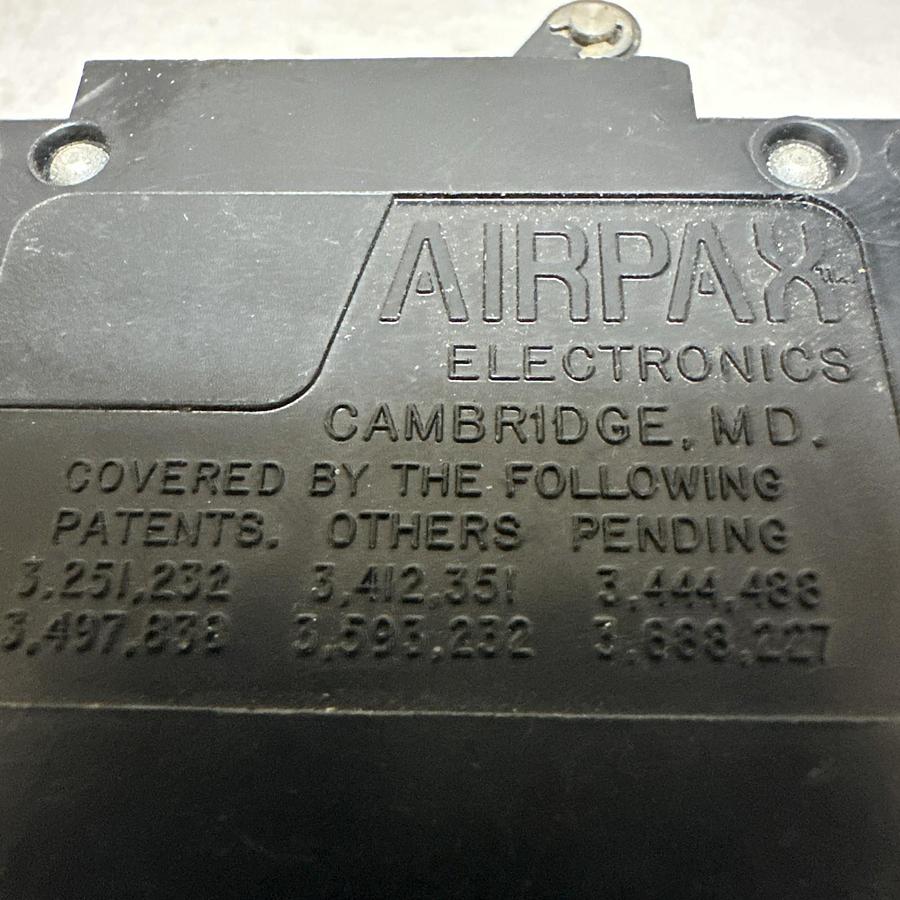 AIRPAX
ELECTRONICS
CAMBRIDGE, MD.
COVERED BY THE FOLLOWING
PATENTS. OTHERS PENDING
3,251,232 3,412,351 3,444,488
3,497,838 3,593,232 3,688,227